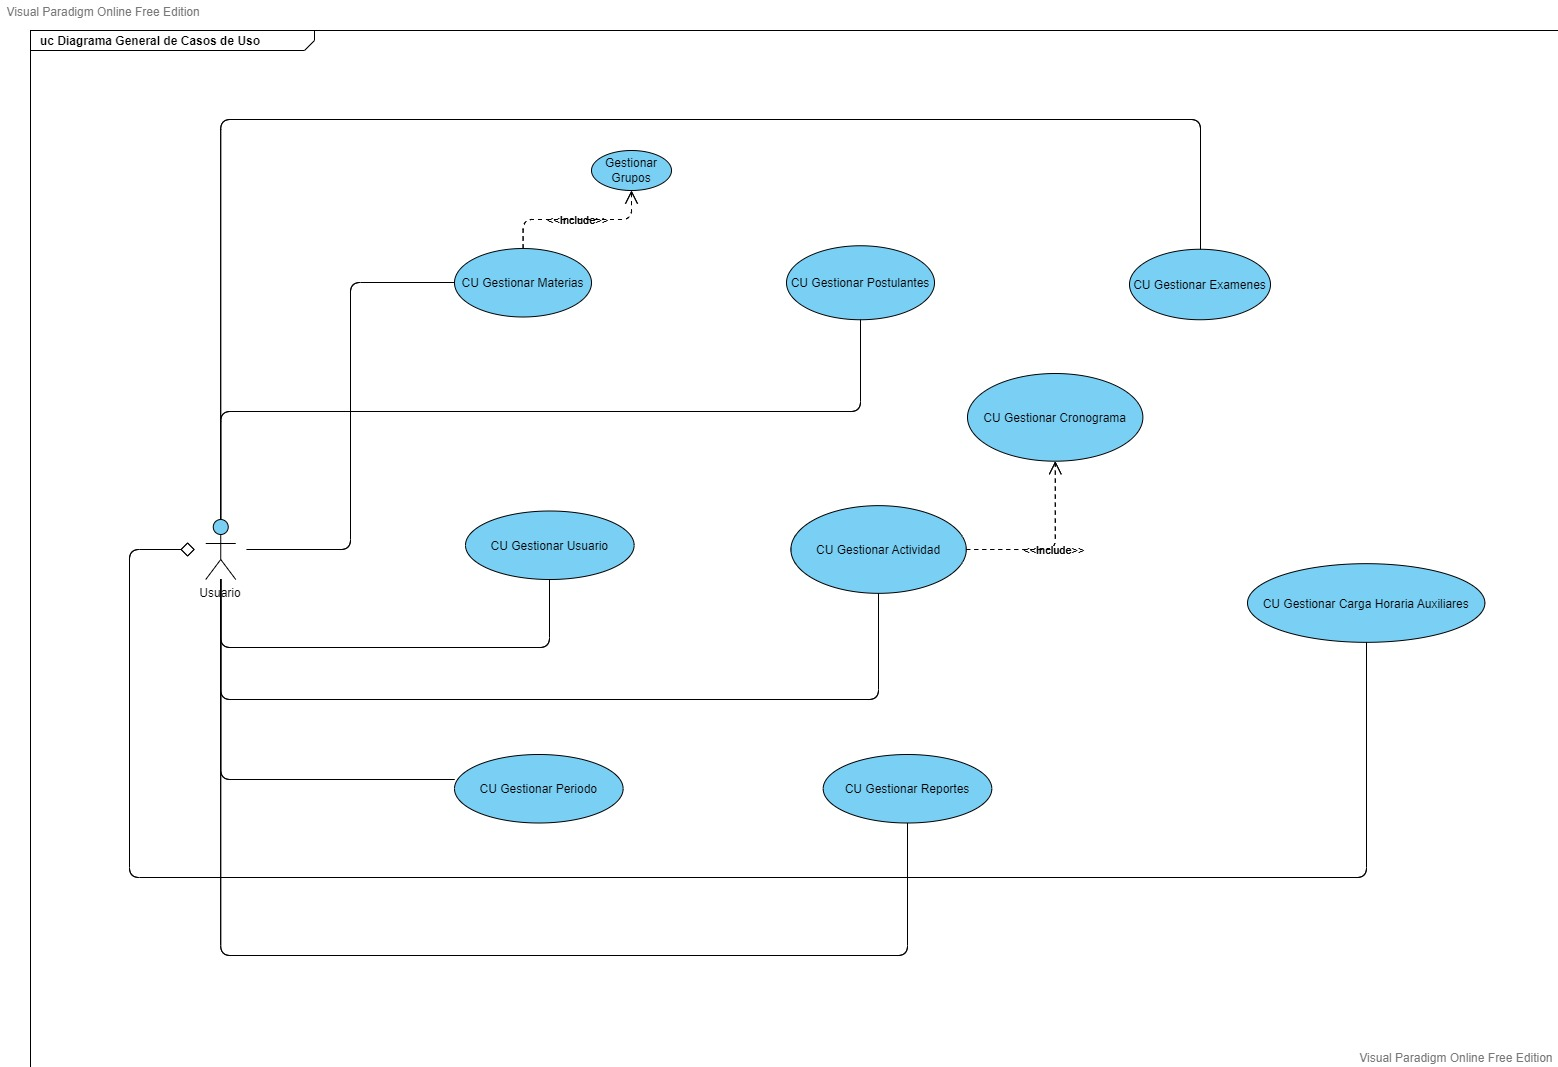 Visual Paradigm Online Free Edition
uc Diagrama General de Casos de Uso
Gestionar
Grupos
<<Include>>
CU Gestionar Materias
CU Gestionar Postulantes
CU Gestionar Examenes
CU Gestionar Cronograma
CU Gestionar Usuario
CU Gestionar Actividad
<<Include>>
Usuario
CU Gestionar Carga Horaria Auxiliares
CU Gestionar Periodo
CU Gestionar Reportes
Visual Paradigm Online Free Edition